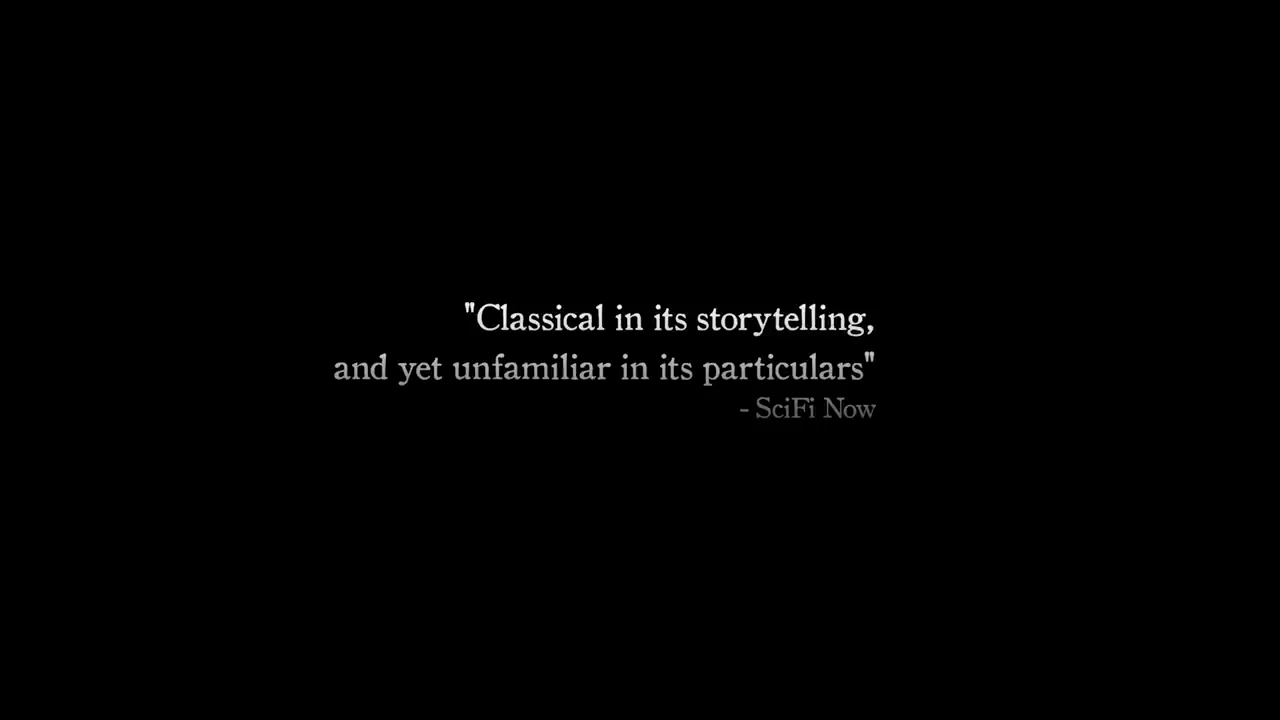 "Classical in its storytelling,
and yet unfamiliar in its particulars"
- SciFi Now